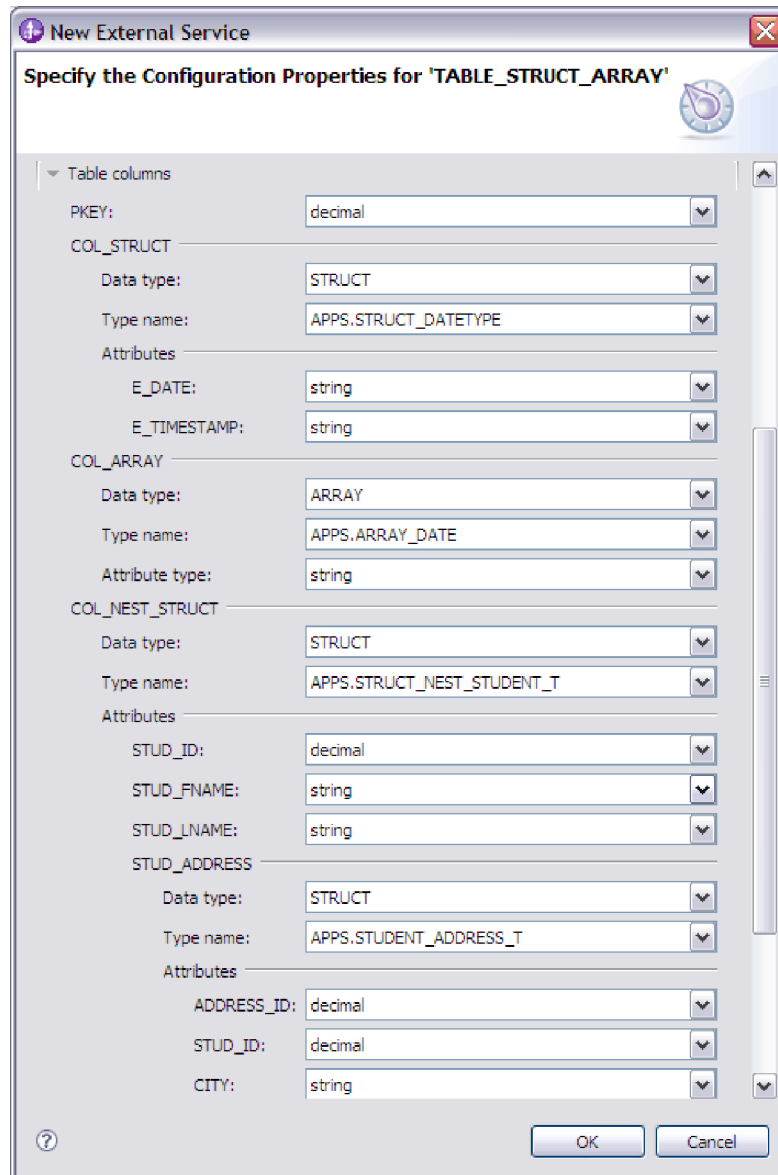 New External Service
Specify the Configuration Properties for 'TABLE_STRUCT_ARRAY'
Table columns
PKEY: decimal
COL_STRUCT
Data type: STRUCT
Type name: APPS.STRUCT_DATETYPE
Attributes
E_DATE: string
E_TIMESTAMP: string
COL_ARRAY
Data type: ARRAY
Type name: APPS.ARRAY_DATE
Attribute type: string
COL_NEST_STRUCT
Data type: STRUCT
Type name: APPS.STRUCT_NEST_STUDENT_T
Attributes
STUD_ID: decimal
STUD_FNAME: string
STUD_LNAME: string
STUD_ADDRESS
Data type: STRUCT
Type name: APPS.STUDENT_ADDRESS_T
Attributes
ADDRESS_ID: decimal
STUD_ID: decimal
CITY: string
? OK Cancel